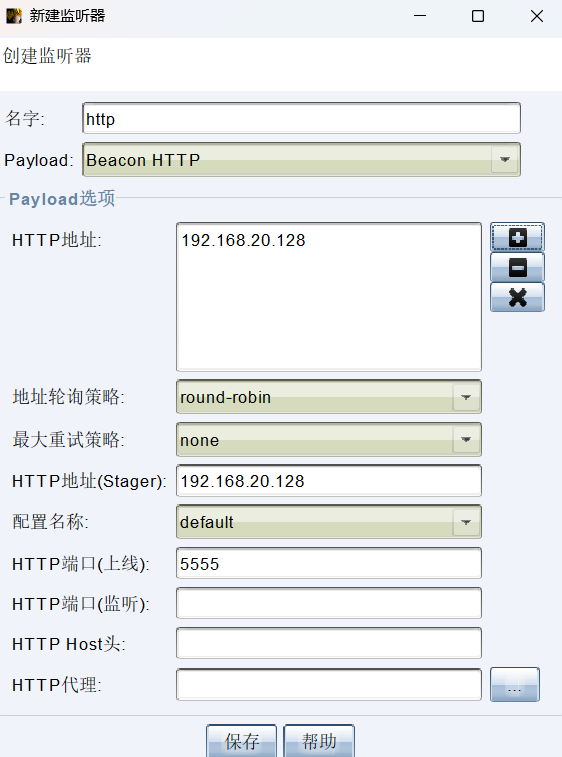 新建监听器
创建监听器
名字: http
Payload: Beacon HTTP
Payload选项
HTTP地址: 192.168.20.128
地址轮询策略: round-robin
最大重试策略: none
HTTP地址(Stager): 192.168.20.128
配置名称: default
HTTP端口(上线): 5555
HTTP端口(监听):
HTTP Host头:
HTTP代理: ...
保存 帮助